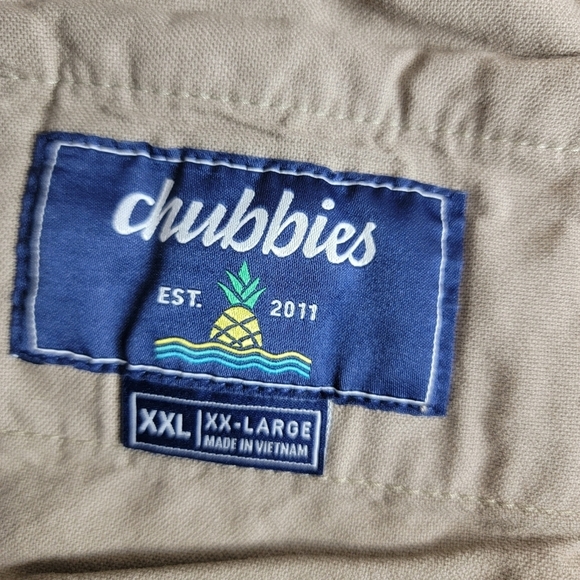 chubbies
EST. 2011
XXL XX-LARGE
MADE IN VIETNAM